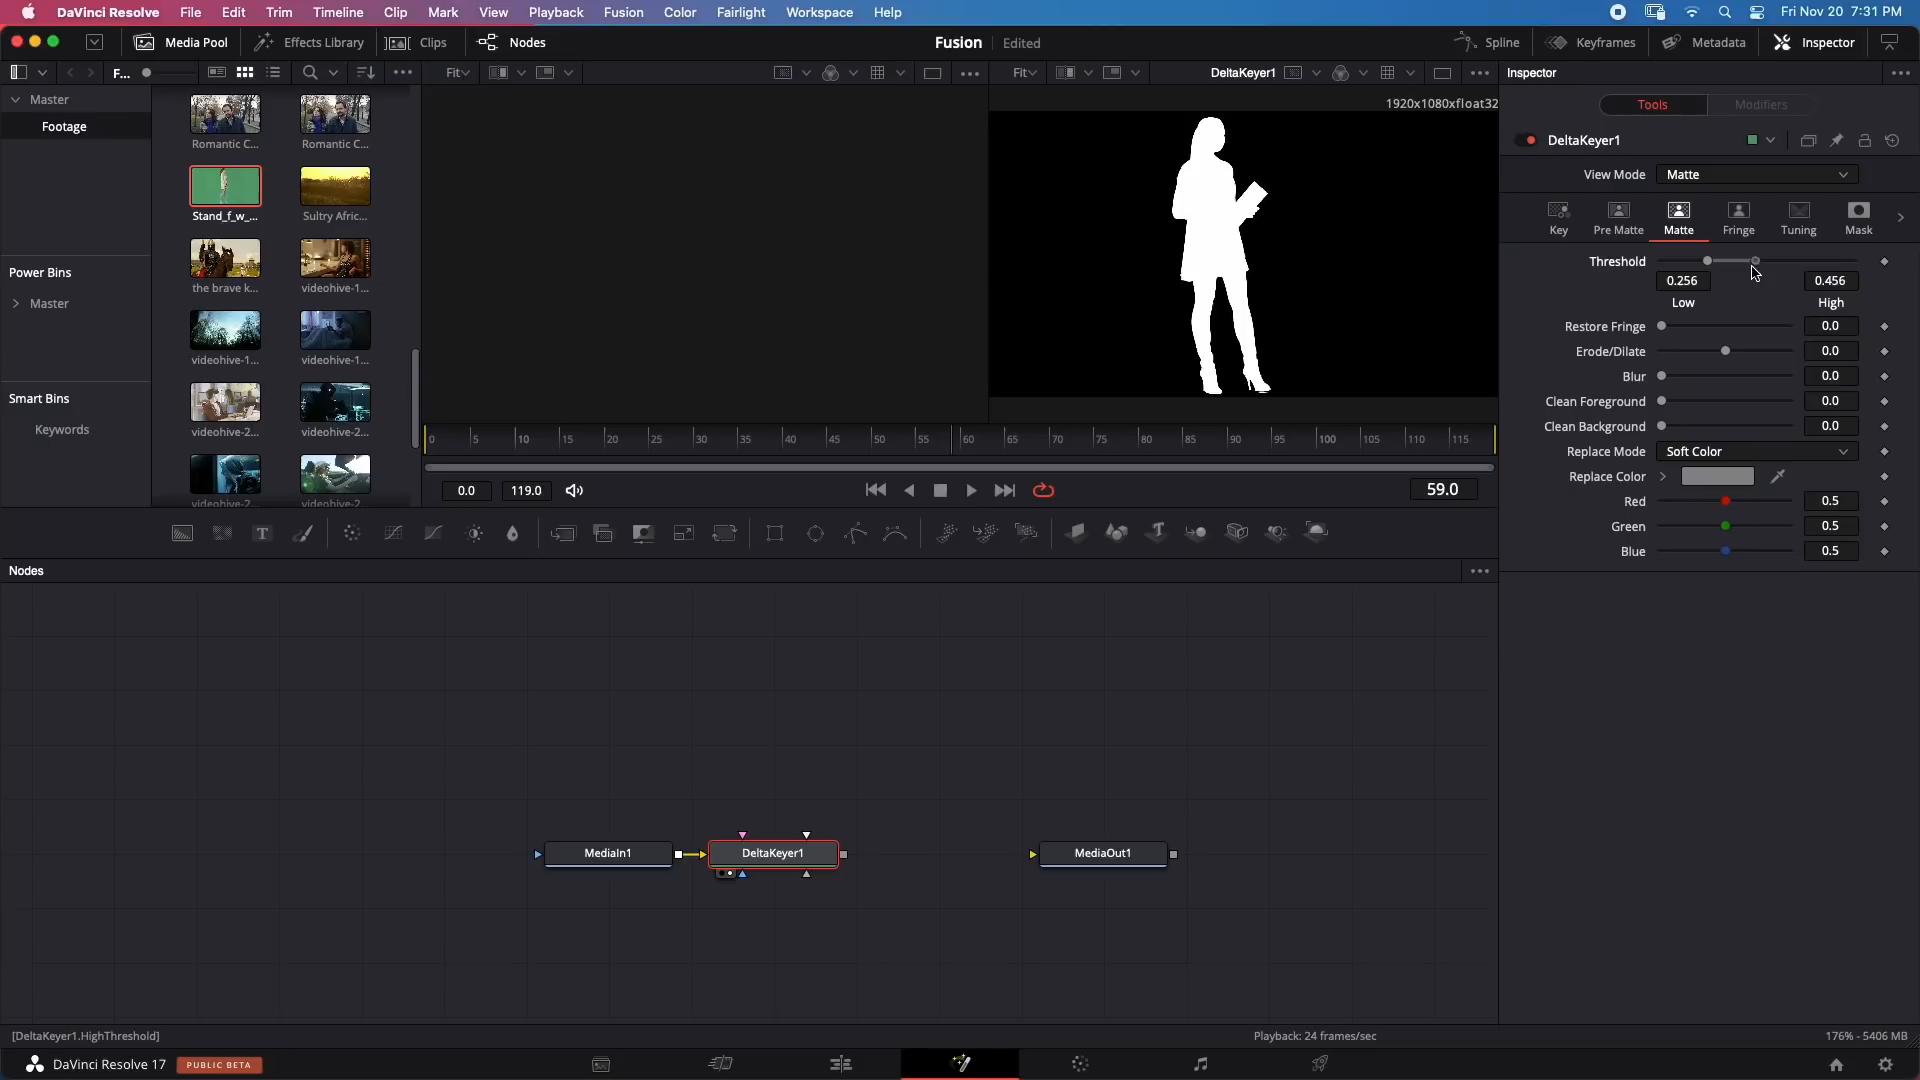 DaVinci Resolve File Edit Trim Timeline Clip Mark View Playback Fusion Color Fairlight Workspace Help Fri Nov 20 7:31 PM
Media Pool Effects Library Clips Nodes Fusion Edited Spline Keyframes Metadata Inspector
F... Fit Fit DeltaKeyer1 Inspector
Master
Footage
Power Bins
Master
Smart Bins
Keywords
Romantic C... Romantic C...
Stand_f_w_... Sultry Afric...
the brave k... videohive-1...
videohive-1... videohive-1...
videohive-2... videohive-2...
videohive-2... videohive-2...
1920x1080xfloat32
0 5 10 15 20 25 30 35 40 45 50 55 60 65 70 75 80 85 90 95 100 105 110 115
0.0 119.0 59.0
Tools Modifiers
DeltaKeyer1
View Mode Matte
Key Pre Matte Matte Fringe Tuning Mask
Threshold
0.256 0.456
Low High
Restore Fringe 0.0
Erode/Dilate 0.0
Blur 0.0
Clean Foreground 0.0
Clean Background 0.0
Replace Mode Soft Color
Replace Color
Red 0.5
Green 0.5
Blue 0.5
Nodes
MediaIn1 DeltaKeyer1 MediaOut1
[DeltaKeyer1.HighThreshold] Playback: 24 frames/sec 176% - 5406 MB
DaVinci Resolve 17 PUBLIC BETA